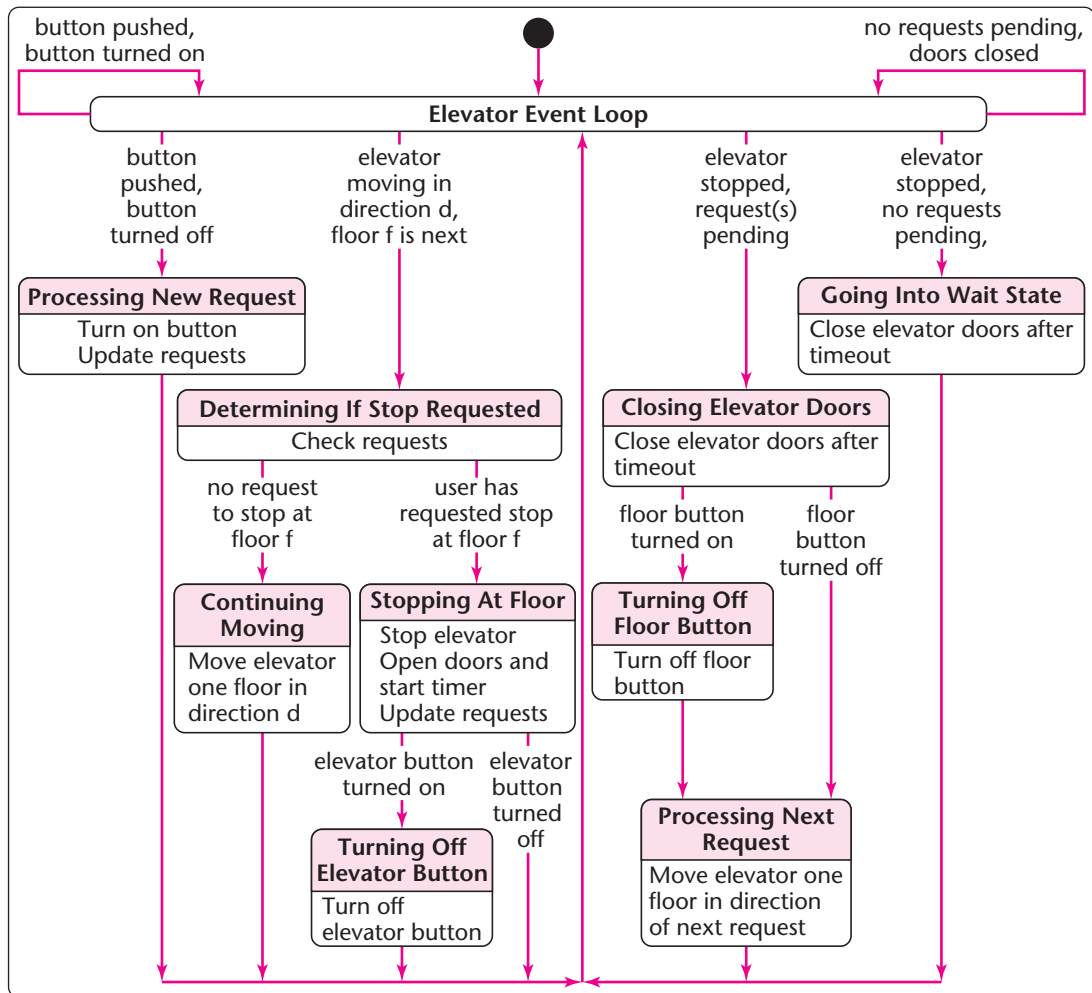 button pushed,
button turned on
no requests pending,
doors closed
Elevator Event Loop
button
pushed,
button
turned off
elevator
moving in
direction d,
floor f is next
elevator
stopped,
request(s)
pending
elevator
stopped,
no requests
pending,
Processing New Request
Turn on button
Update requests
Going Into Wait State
Close elevator doors after
timeout
Determining If Stop Requested
Check requests
Closing Elevator Doors
Close elevator doors after
timeout
no request
to stop at
floor f
user has
requested stop
at floor f
floor button
turned on
floor
button
turned off
Continuing
Moving
Move elevator
one floor in
direction d
Stopping At Floor
Stop elevator
Open doors and
start timer
Update requests
Turning Off
Floor Button
Turn off floor
button
elevator button
turned on
elevator
button
turned
off
Turning Off
Elevator Button
Turn off
elevator button
Processing Next
Request
Move elevator one
floor in direction
of next request